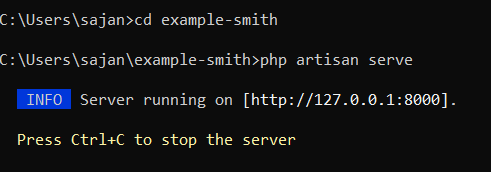 C:\Users\sajan>cd example-smith
C:\Users\sajan\example-smith>php artisan serve
INFO Server running on [http://127.0.0.1:8000].
Press Ctrl+C to stop the server